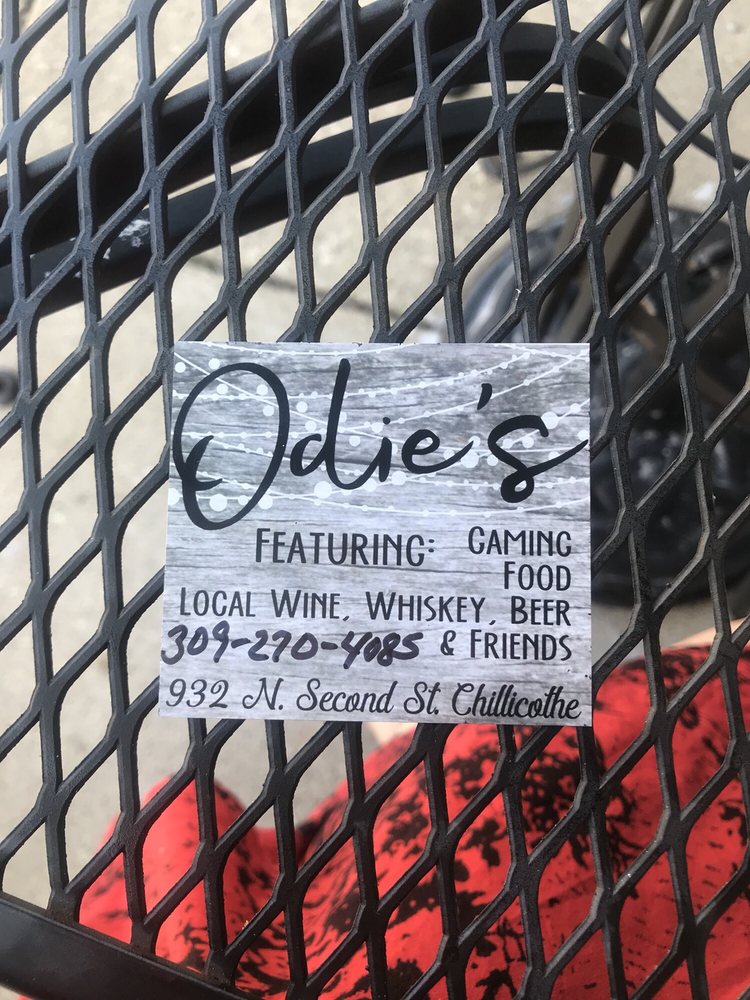 Odie's
FEATURING: GAMING
FOOD
LOCAL WINE, WHISKEY, BEER
309-270-4085 & FRIENDS
932 N. Second St. Chillicothe